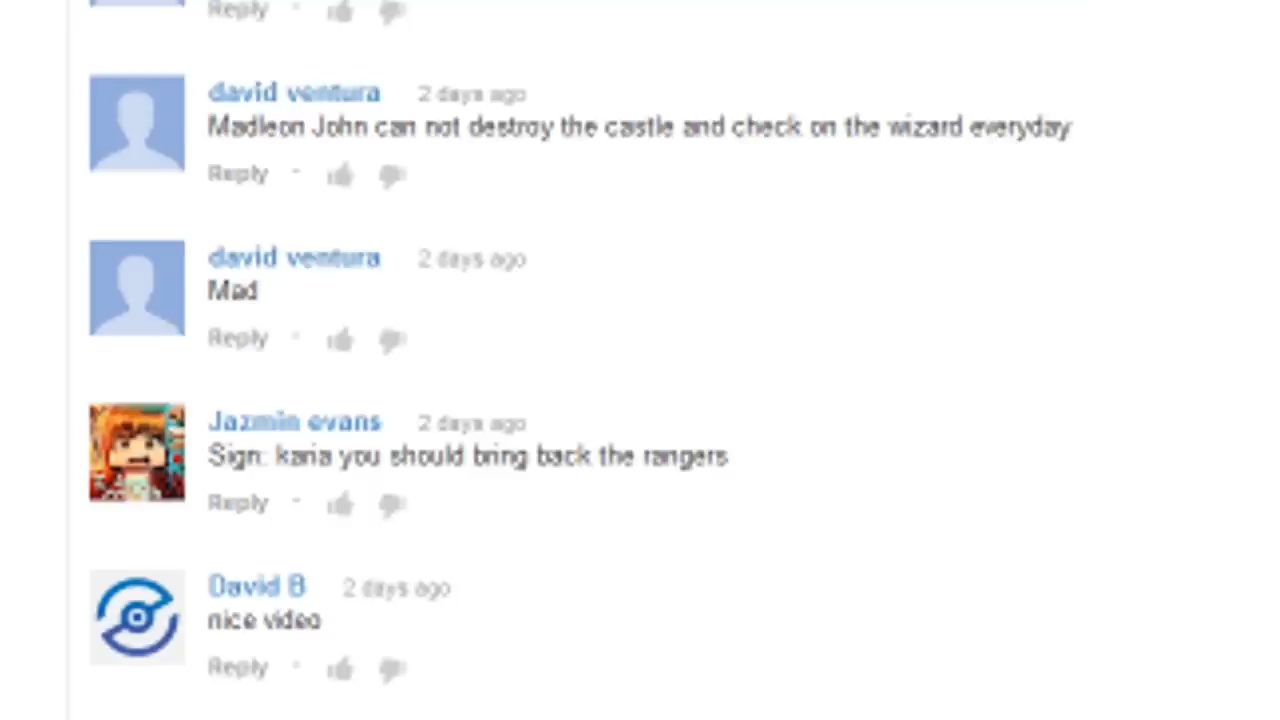 Reply
david ventura 2 days ago
Madleon John can not destroy the castle and check on the wizard everyday
Reply
david ventura 2 days ago
Mad
Reply
Jazmin evans 2 days ago
Sign: karia you should bring back the rangers
Reply
David B 2 days ago
nice video
Reply